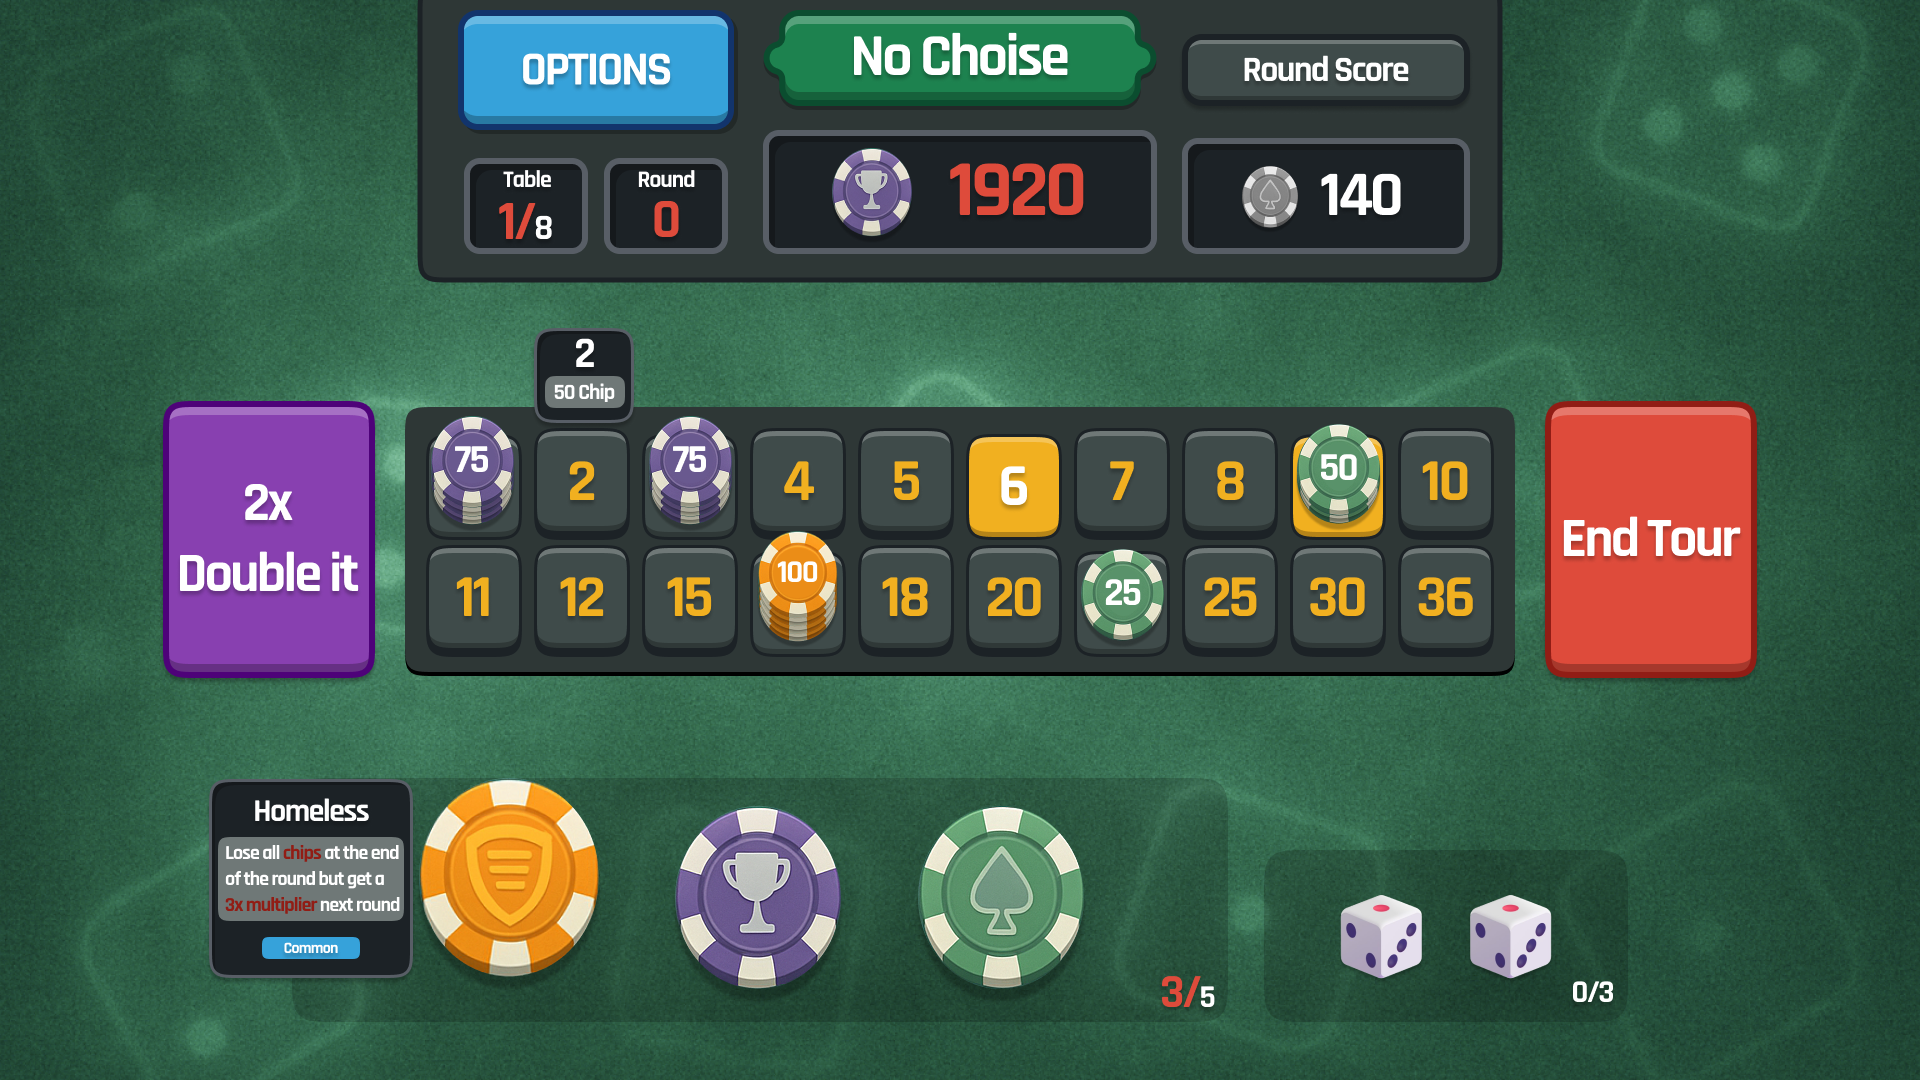 OPTIONS
No Choise
Round Score
Table
1/8
Round
0
1920
140
2
50 Chip
2x
Double it
75
2
75
4
5
6
7
8
50
10
11
12
15
100
18
20
25
25
30
36
End Tour
Homeless
Lose all chips at the end
of the round but get a
3x multiplier next round
Common
3/5
0/3